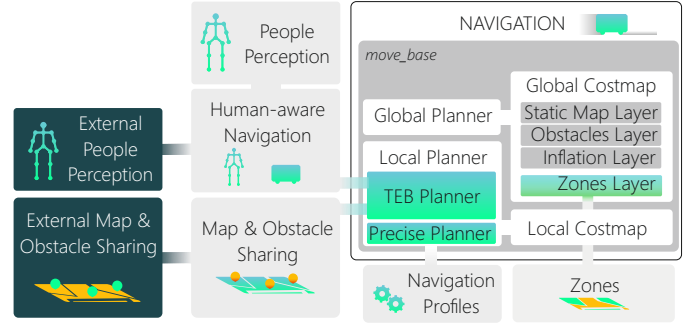 People
Perception
External
People
Perception
Human-aware
Navigation
External Map &
Obstacle Sharing
Map & Obstacle
Sharing
NAVIGATION
move_base
Global Planner
Global Costmap
Static Map Layer
Obstacles Layer
Inflation Layer
Zones Layer
Local Planner
TEB Planner
Precise Planner
Local Costmap
Navigation
Profiles
Zones